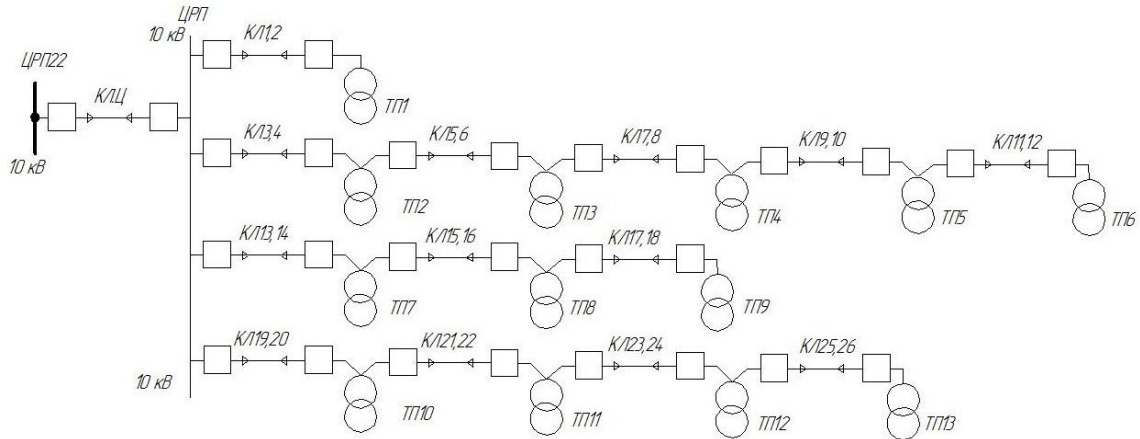 ЦРП
10 кВ
КЛ1,2
ЦРП22
КЛЦ
ТП1
10 кВ
КЛ3,4
КЛ5,6
КЛ7,8
КЛ9,10
КЛ11,12
ТП2
ТП3
ТП4
ТП5
ТП6
КЛ13,14
КЛ15,16
КЛ17,18
ТП7
ТП8
ТП9
КЛ19,20
КЛ21,22
КЛ23,24
КЛ25,26
10 кВ
ТП10
ТП11
ТП12
ТП13